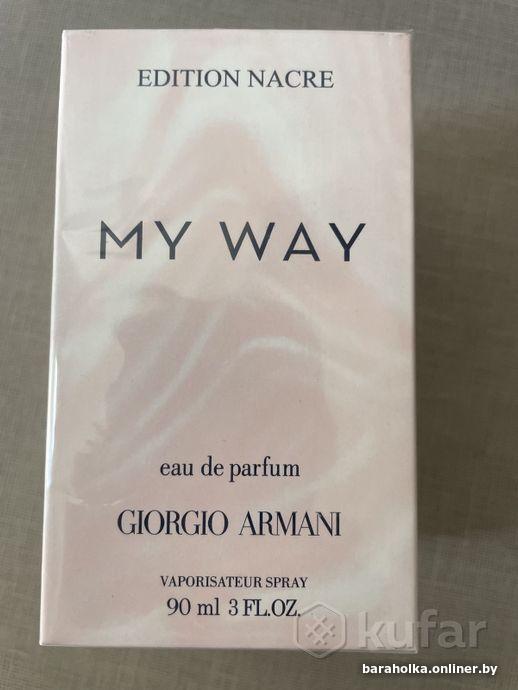 EDITION NACRE
MY WAY
eau de parfum
GIORGIO ARMANI
VAPORISATEUR SPRAY
90 ml 3 FL.OZ.
kufar
baraholka.onliner.by